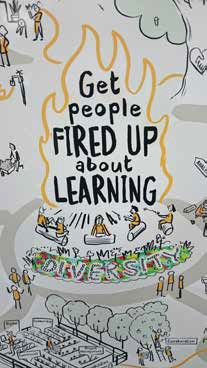 Get
people
FIRED UP
about
LEARNING
DIVERSITY